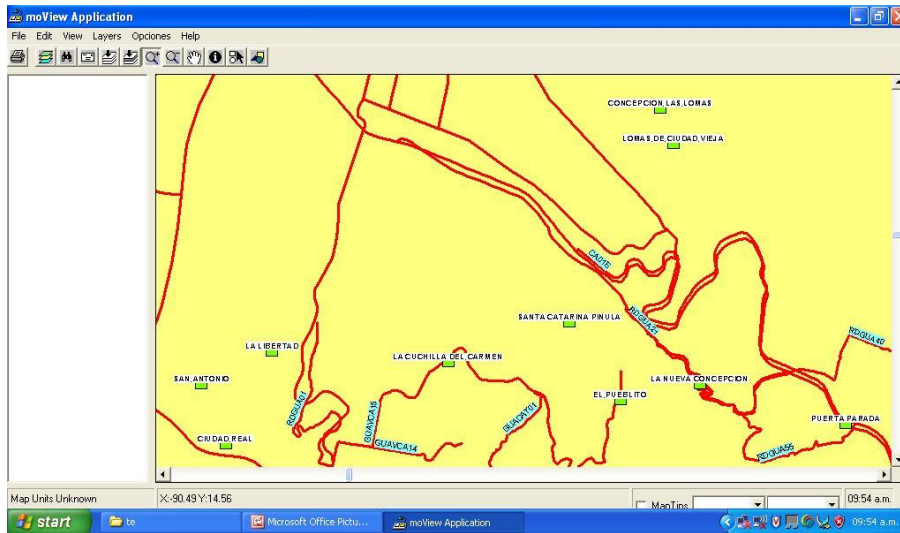 moView Application
File Edit View Layers Opciones Help
CONCEPCION,LAS,LOMAS
LOMAS,DE,CIUDAD,VIEJA
CA01E
SANTA CATARINA PINULA
RDGUA21
RDGUA40
LA LIBERTAD
LA CUCHILLA DEL CARMEN
SAN,ANTONIO
LA NUEVA CONCEPCION
EL,PUEBLITO
RDGUA01
GUAVCA15
GUADAT01
PUERTA PARADA
CIUDAD,REAL
GUAVCA14
RDGUA55
Map Units Unknown
X:-90.49 Y:14.56
MapTips
09:54 a.m.
start
te
Microsoft Office Pictu...
moView Application
09:54 a.m.